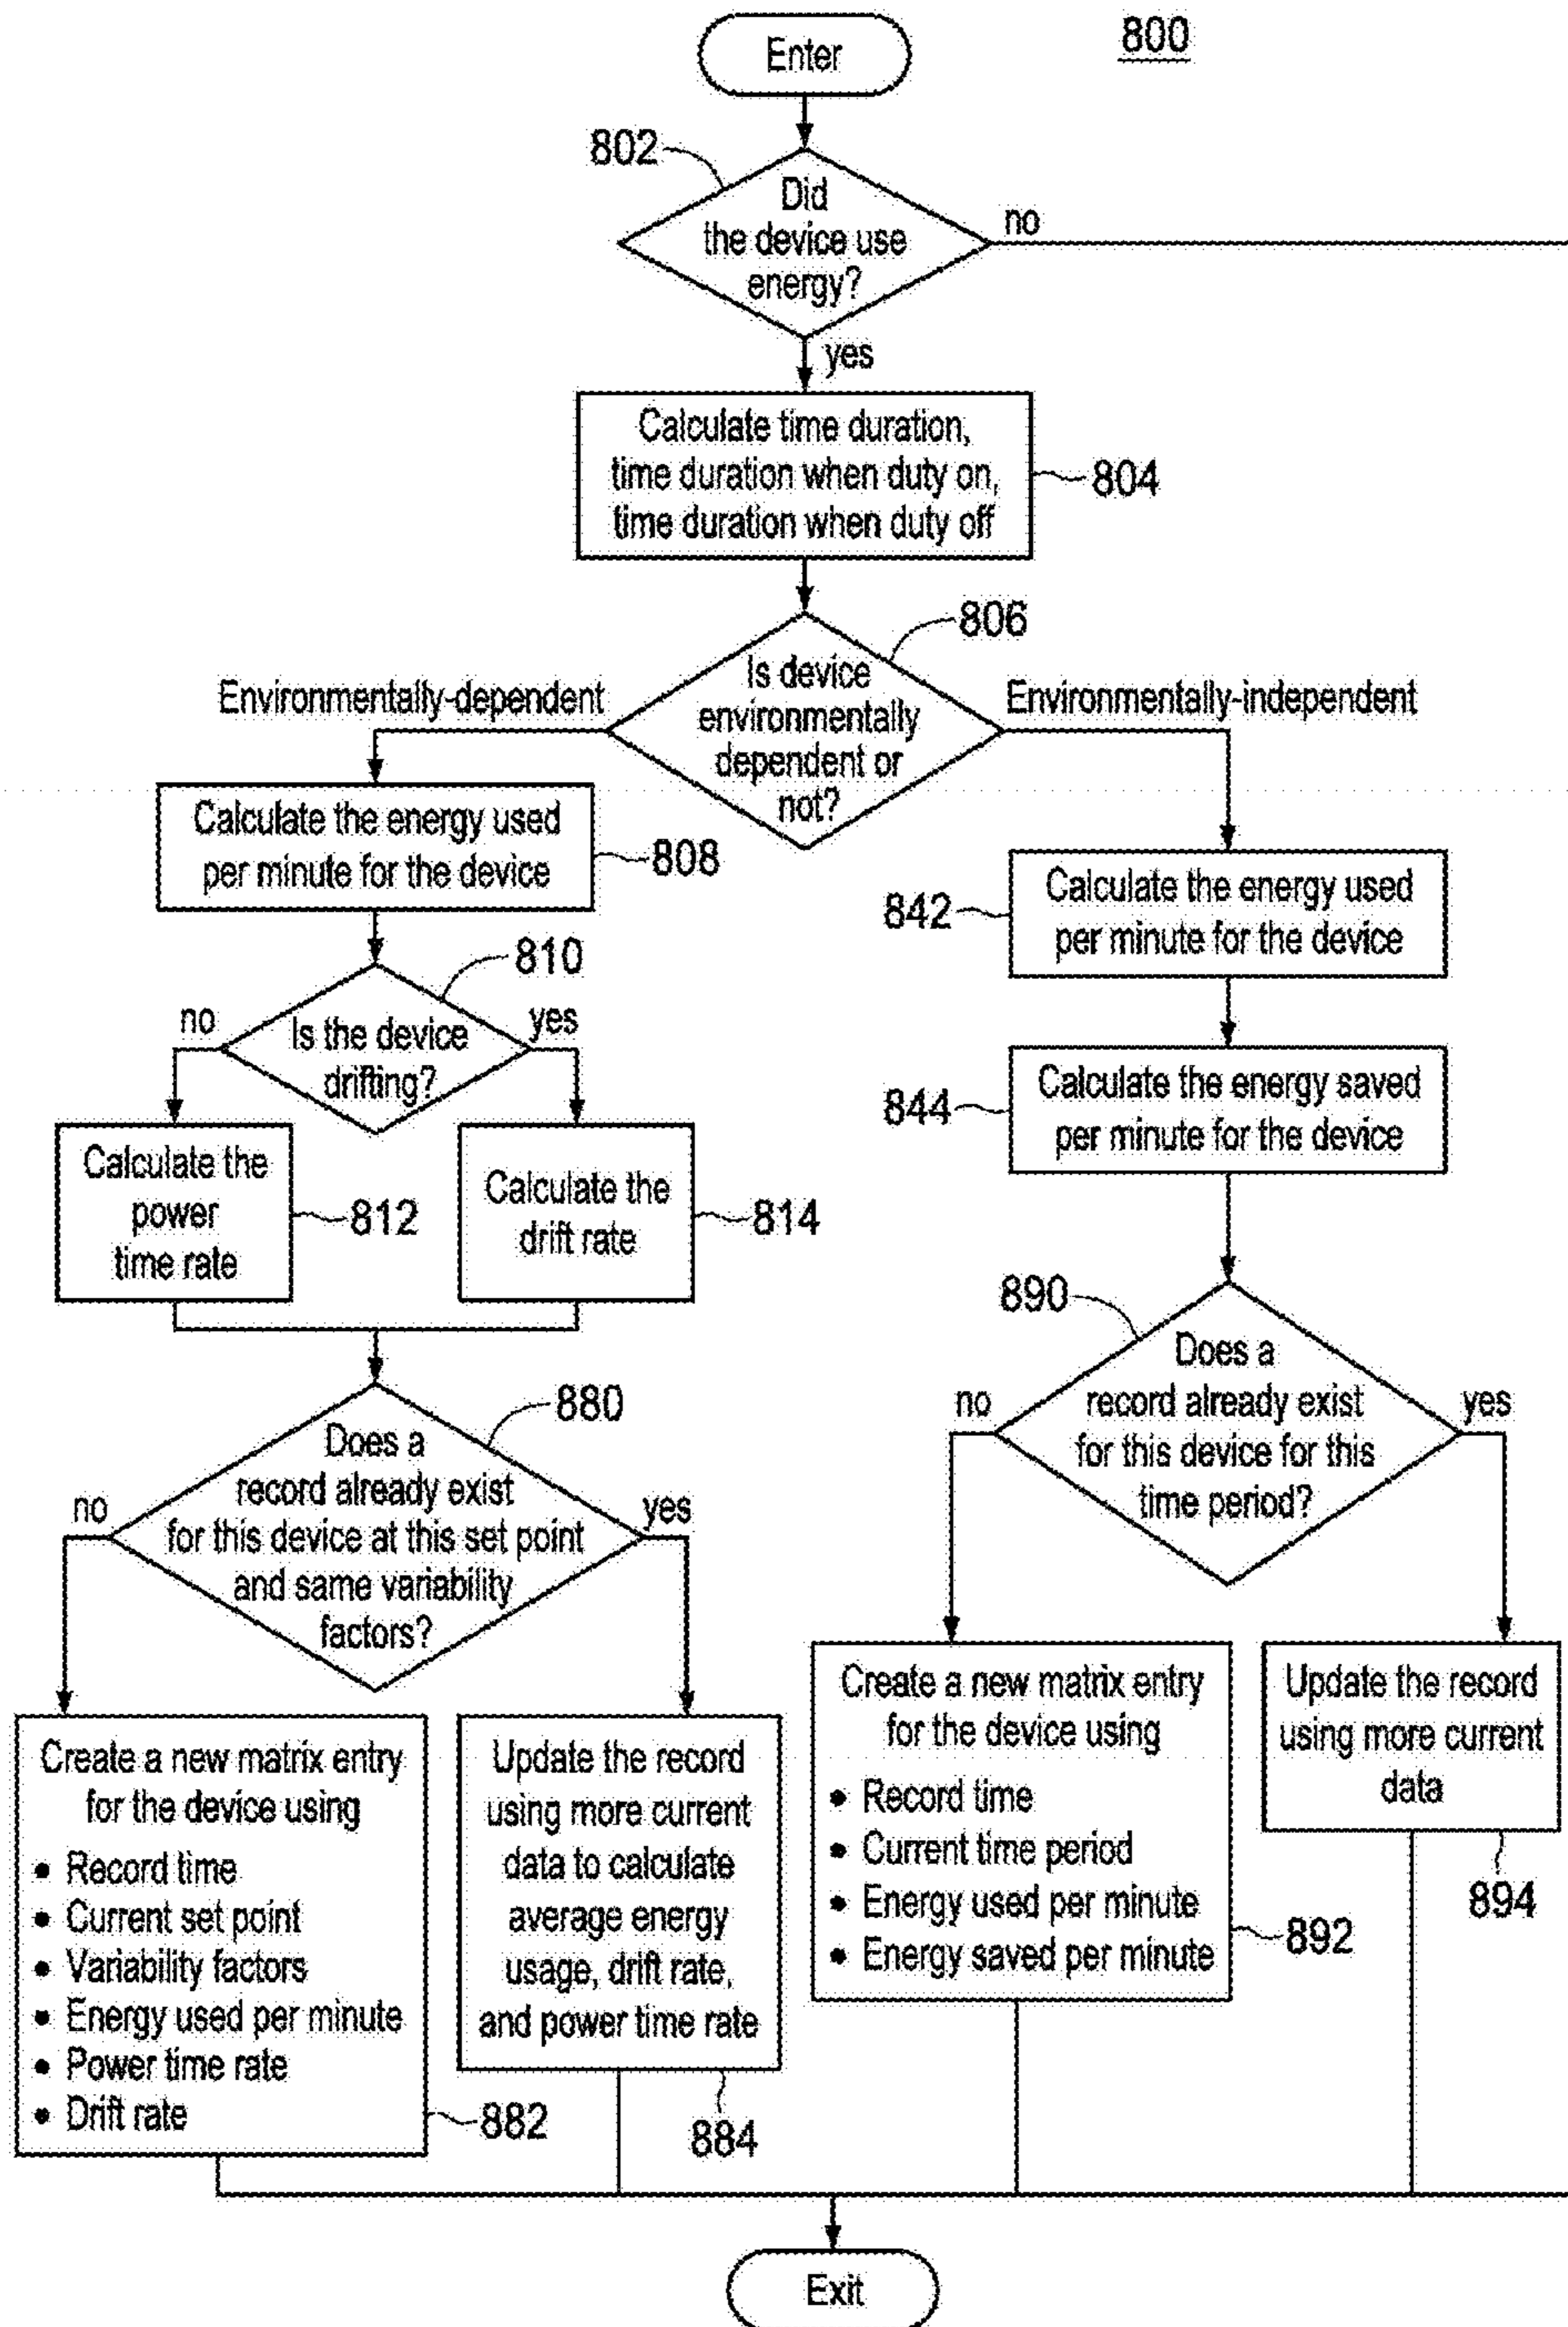 800
Enter
802
Did
the device use
energy?
no
yes
Calculate time duration,
time duration when duty on,
time duration when duty off
804
806
Is device
environmentally
dependent or
not?
Environmentally-dependent
Environmentally-independent
Calculate the energy used
per minute for the device
808
842
Calculate the energy used
per minute for the device
810
no
Is the device
drifting?
yes
844
Calculate the energy saved
per minute for the device
Calculate the
power
time rate
812
Calculate the
drift rate
814
890
Does a
record already exist
for this device for this
time period?
no
yes
880
Does a
record already exist
for this device at this set point
and same variability
factors?
no
yes
Create a new matrix entry
for the device using
• Record time
• Current set point
• Variability factors
• Energy used per minute
• Power time rate
• Drift rate
882
Update the record
using more current
data to calculate
average energy
usage, drift rate,
and power time rate
884
Create a new matrix entry
for the device using
• Record time
• Current time period
• Energy used per minute
• Energy saved per minute
892
Update the record
using more current
data
894
Exit